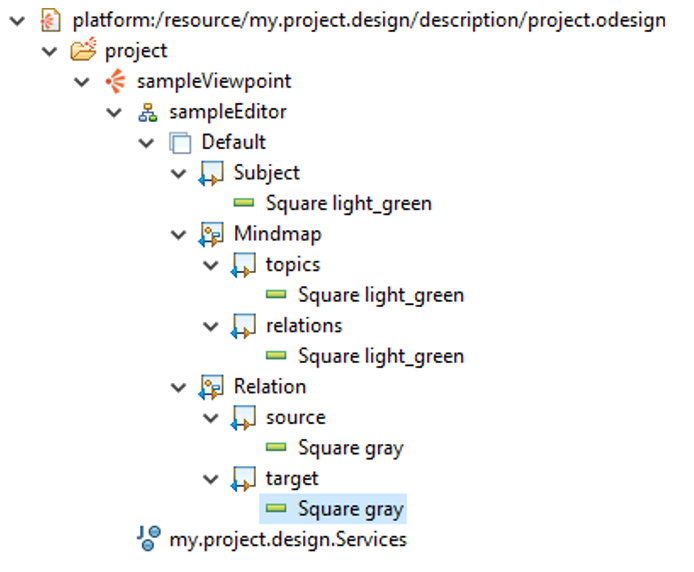 platform:/resource/my.project.design/description/project.odesign
project
sampleViewpoint
sampleEditor
Default
Subject
Square light_green
Mindmap
topics
Square light_green
relations
Square light_green
Relation
source
Square gray
target
Square gray
my.project.design.Services